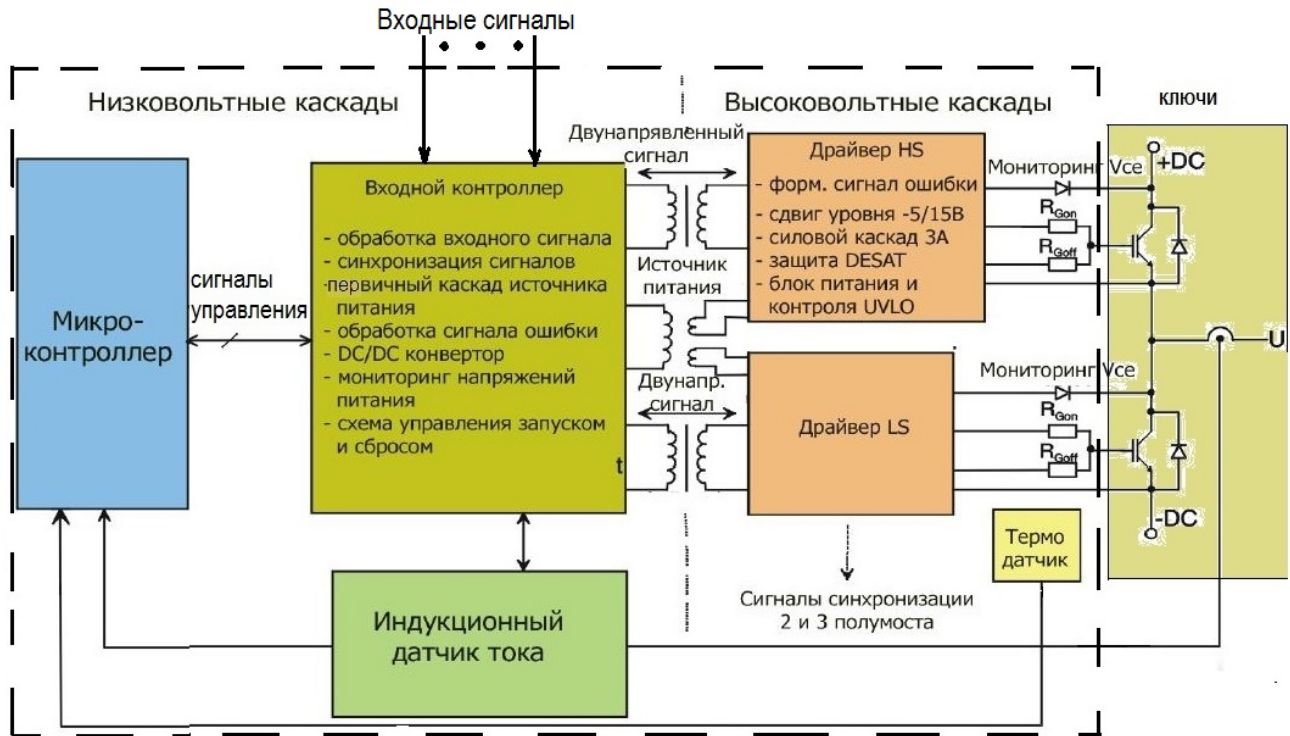 Входные сигналы
Низковольтные каскады
Высоковольтные каскады
ключи
Микро-
контроллер
сигналы
управления
Входной контроллер
- обработка входного сигнала
- синхронизация сигналов
-первичный каскад источника
питания
- обработка сигнала ошибки
- DC/DC конвертор
- мониторинг напряжений
питания
- схема управления запуском
и сбросом
t
Двунапрявленный
сигнал
Источник
питания
Двунапр.
сигнал
Драйвер HS
- форм. сигнал ошибки
- сдвиг уровня -5/15В
- силовой каскад 3А
- защита DESAT
- блок питания и
контроля UVLO
Мониторинг Vce
RGon
RGoff
+DC
U
Драйвер LS
Мониторинг Vce
RGon
RGoff
-DC
Термо
датчик
Сигналы синхронизации
2 и 3 полумоста
Индукционный
датчик тока